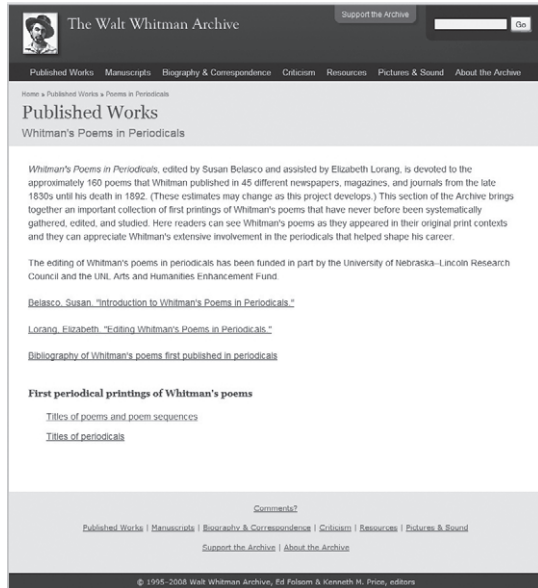 The Walt Whitman Archive
Support the Archive
Go
Published Works Manuscripts Biography & Correspondence Criticism Resources Pictures & Sound About the Archive
Home » Published Works » Poems in Periodicals
Published Works
Whitman's Poems in Periodicals
Whitman's Poems in Periodicals, edited by Susan Belasco and assisted by Elizabeth Lorang, is devoted to the
approximately 160 poems that Whitman published in 45 different newspapers, magazines, and journals from the late
1830s until his death in 1892. (These estimates may change as this project develops.) This section of the Archive brings
together an important collection of first printings of Whitman's poems that have never before been systematically
gathered, edited, and studied. Here readers can see Whitman's poems as they appeared in their original print contexts
and they can appreciate Whitman's extensive involvement in the periodicals that helped shape his career.
The editing of Whitman's poems in periodicals has been funded in part by the University of Nebraska–Lincoln Research
Council and the UNL Arts and Humanities Enhancement Fund.
Belasco, Susan. "Introduction to Whitman's Poems in Periodicals."
Lorang, Elizabeth. "Editing Whitman's Poems in Periodicals."
Bibliography of Whitman's poems first published in periodicals
First periodical printings of Whitman's poems
Titles of poems and poem sequences
Titles of periodicals
Comments?
Published Works | Manuscripts | Biography & Correspondence | Criticism | Resources | Pictures & Sound
Support the Archive | About the Archive
© 1995-2008 Walt Whitman Archive, Ed Folsom & Kenneth M. Price, editors